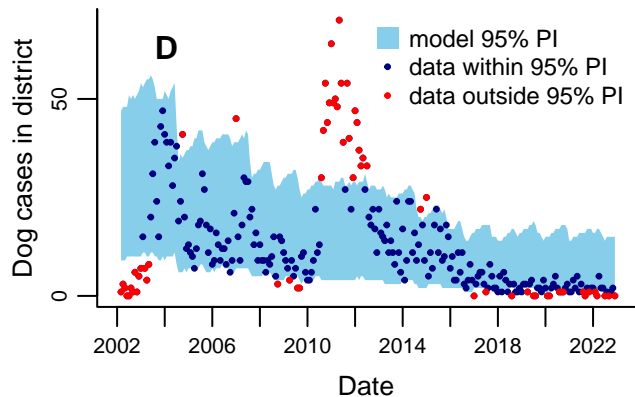 D
model 95% PI
data within 95% PI
data outside 95% PI
Dog cases in district
50
0
2002 2006 2010 2014 2018 2022
Date